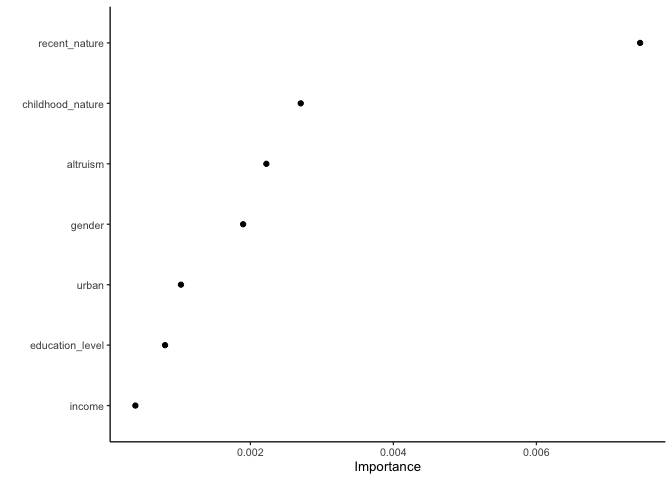 recent_nature
childhood_nature
altruism
gender
urban
education_level
income
0.002 0.004 0.006
Importance